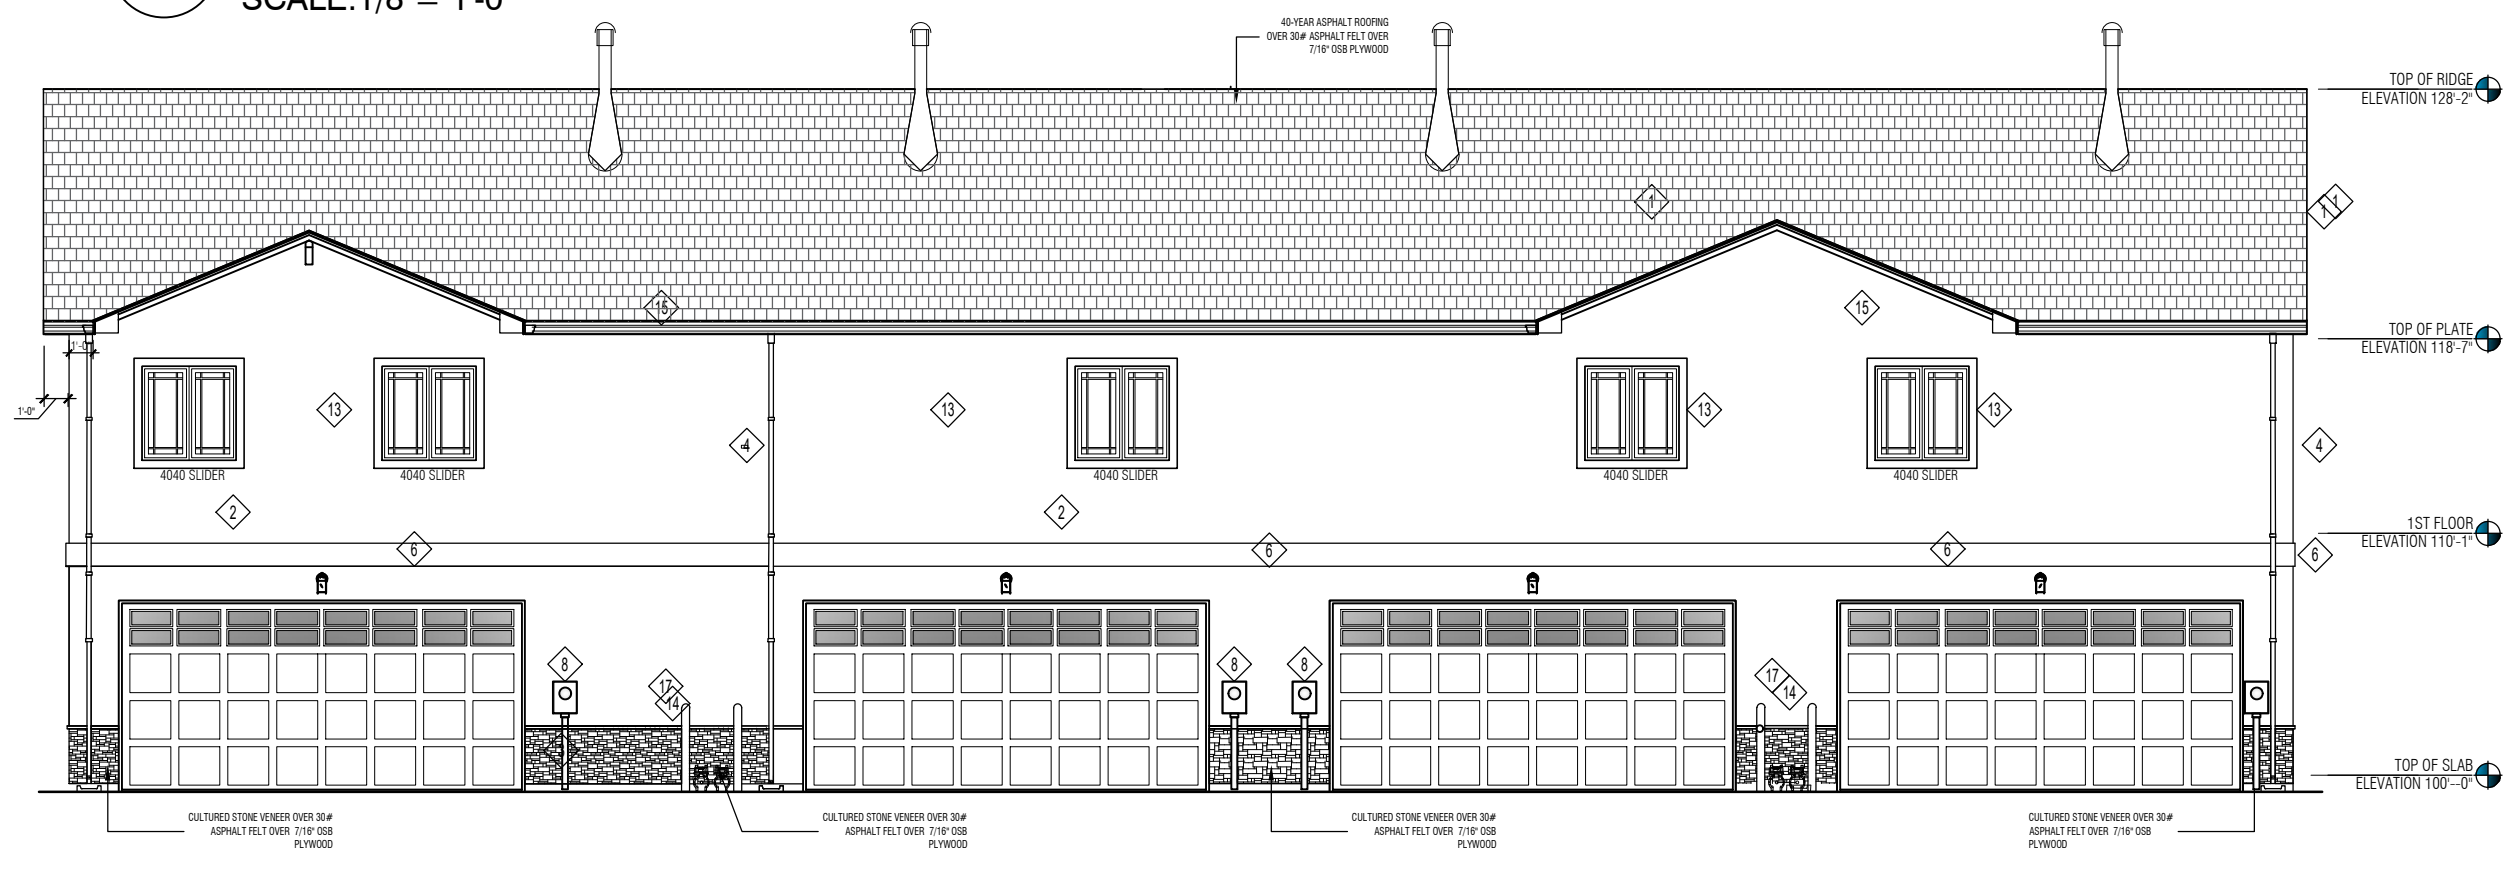 SCALE:1/8" = 1'-0"
40-YEAR ASPHALT ROOFING
OVER 30# ASPHALT FELT OVER
7/16" OSB PLYWOOD
TOP OF RIDGE
ELEVATION 128'-2"
1
1
1
15
15
TOP OF PLATE
ELEVATION 118'-7"
1'-0"
1'-0"
13
13
13
13
4
4
4040 SLIDER
4040 SLIDER
4040 SLIDER
4040 SLIDER
4040 SLIDER
2
2
1ST FLOOR
ELEVATION 110'-1"
6
6
6
6
8
8
8
17
14
17
14
TOP OF SLAB
ELEVATION 100'--0"
CULTURED STONE VENEER OVER 30#
ASPHALT FELT OVER 7/16" OSB
PLYWOOD
CULTURED STONE VENEER OVER 30#
ASPHALT FELT OVER 7/16" OSB
PLYWOOD
CULTURED STONE VENEER OVER 30#
ASPHALT FELT OVER 7/16" OSB
PLYWOOD
CULTURED STONE VENEER OVER 30#
ASPHALT FELT OVER 7/16" OSB
PLYWOOD